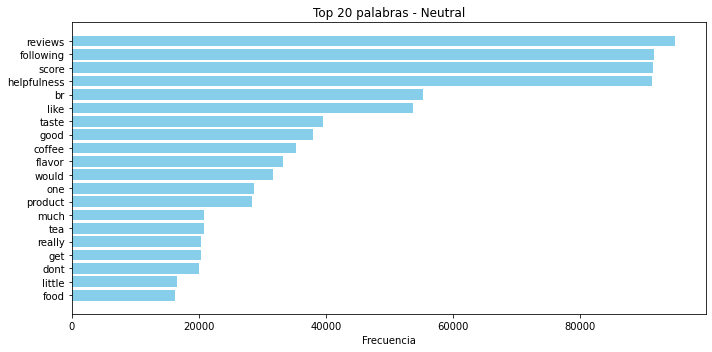 Top 20 palabras - Neutral
reviews
following
score
helpfulness
br
like
taste
good
coffee
flavor
would
one
product
much
tea
really
get
dont
little
food
0 20000 40000 60000 80000
Frecuencia